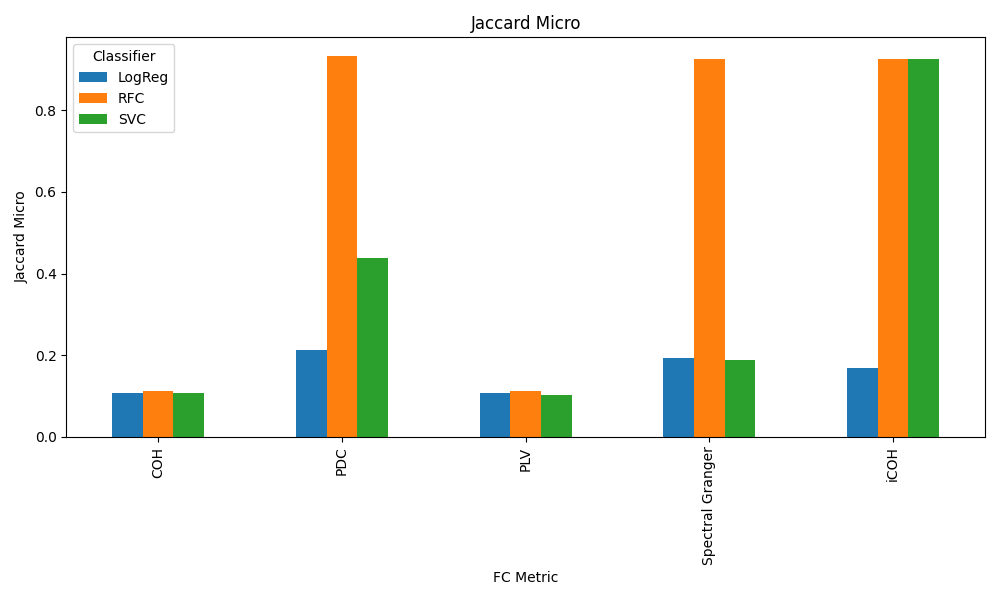 Jaccard Micro
Classifier
LogReg
RFC
SVC
Jaccard Micro
0.8
0.6
0.4
0.2
0.0
COH
PDC
PLV
Spectral Granger
iCOH
FC Metric